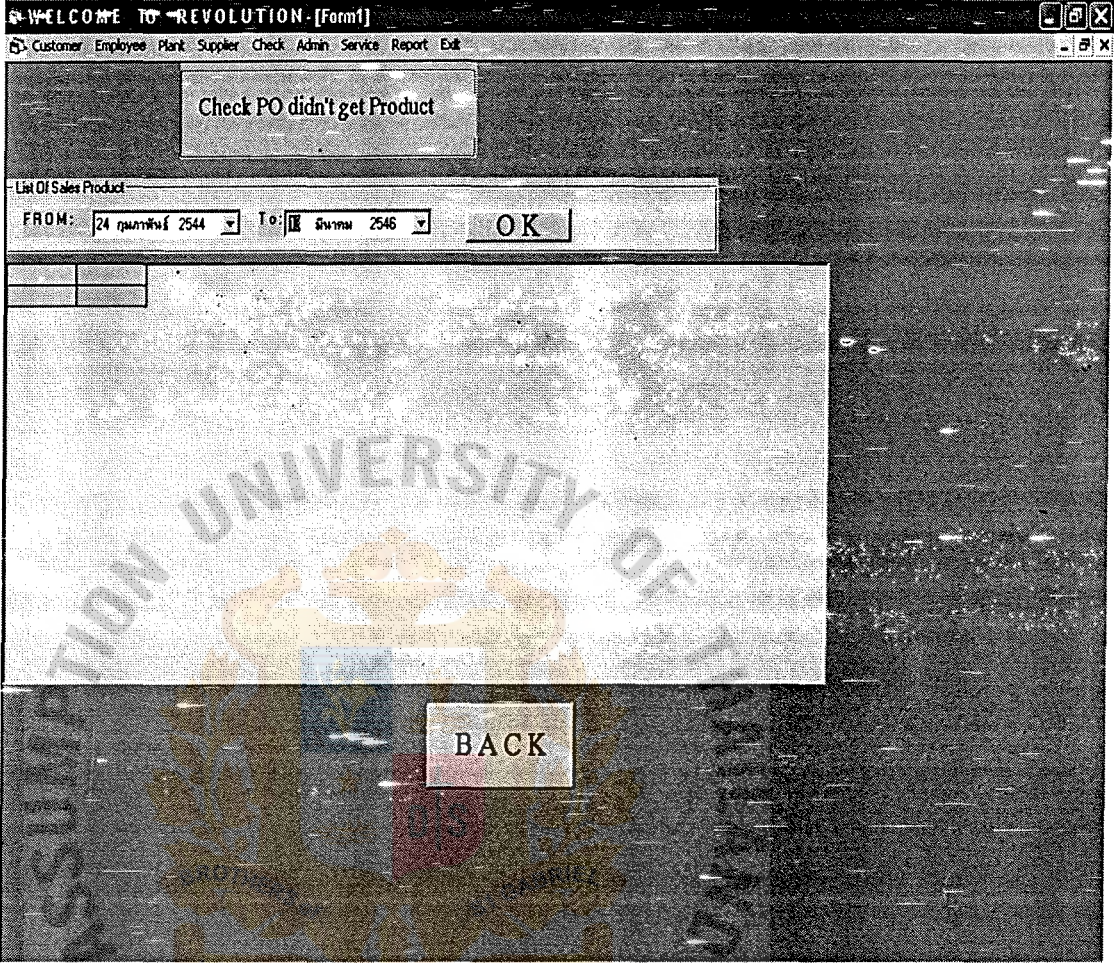 WELCOME TO REVOLUTION - [Form1]
Customer Employee Plant Supplier Check Admin Service Report Exit
Check PO didn't get Product
List Of Sales Product
FROM: 24 กุมภาพันธ์ 2544 To: มีนาคม 2546 OK
BACK
UNIVERSITY OF